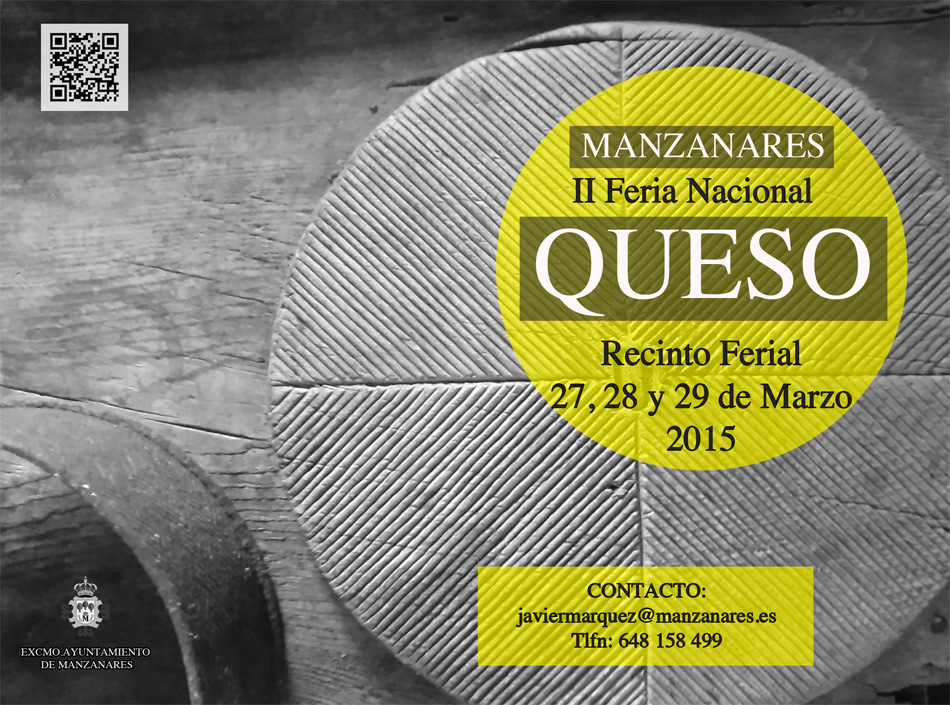 MANZANARES
II Feria Nacional
QUESO
Recinto Ferial
27, 28 y 29 de Marzo
2015
CONTACTO:
javiermarquez@manzanares.es
Tlfn: 648 158 499
EXCMO AYUNTAMIENTO
DE MANZANARES